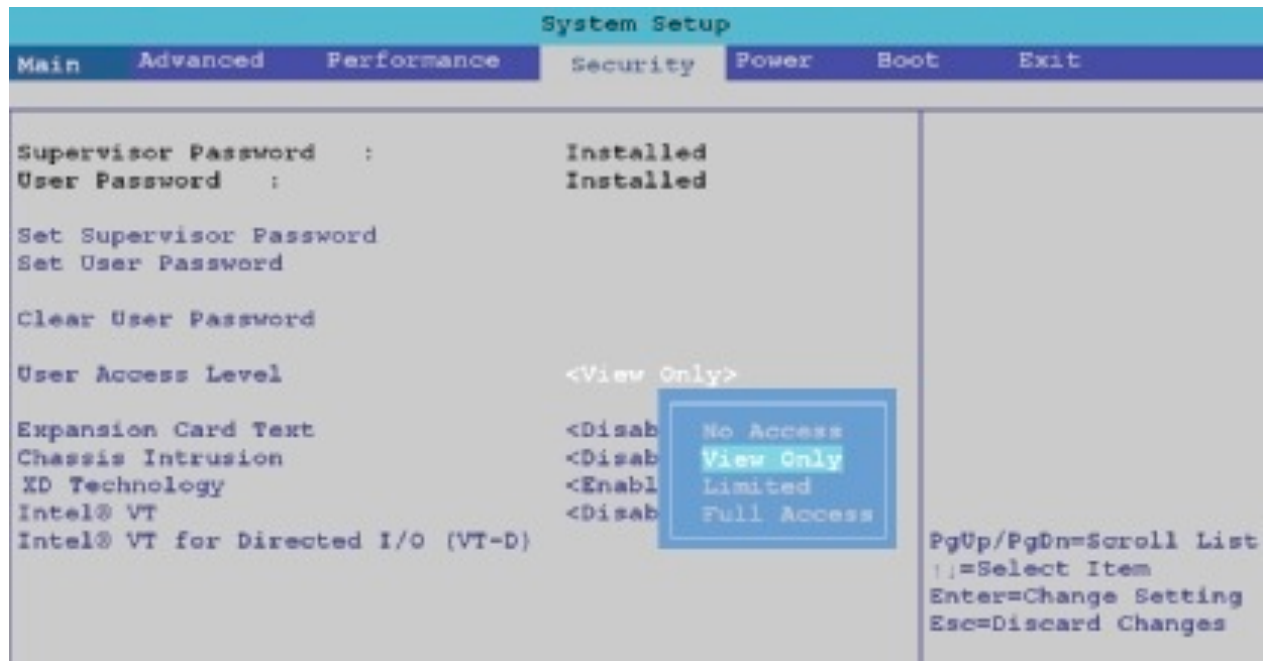 System Setup
Main Advanced Performance Security Power Boot Exit
Supervisor Password : Installed
User Password : Installed
Set Supervisor Password
Set User Password
Clear User Password
User Access Level <View Only>
Expansion Card Text <Disab
Chassis Intrusion <Disab
XD Technology <Enabl
Intel® VT <Disab
Intel® VT for Directed I/O (VT-D)
No Access
View Only
Limited
Full Access
PgUp/PgDn=Scroll List
↑↓=Select Item
Enter=Change Setting
Esc=Discard Changes